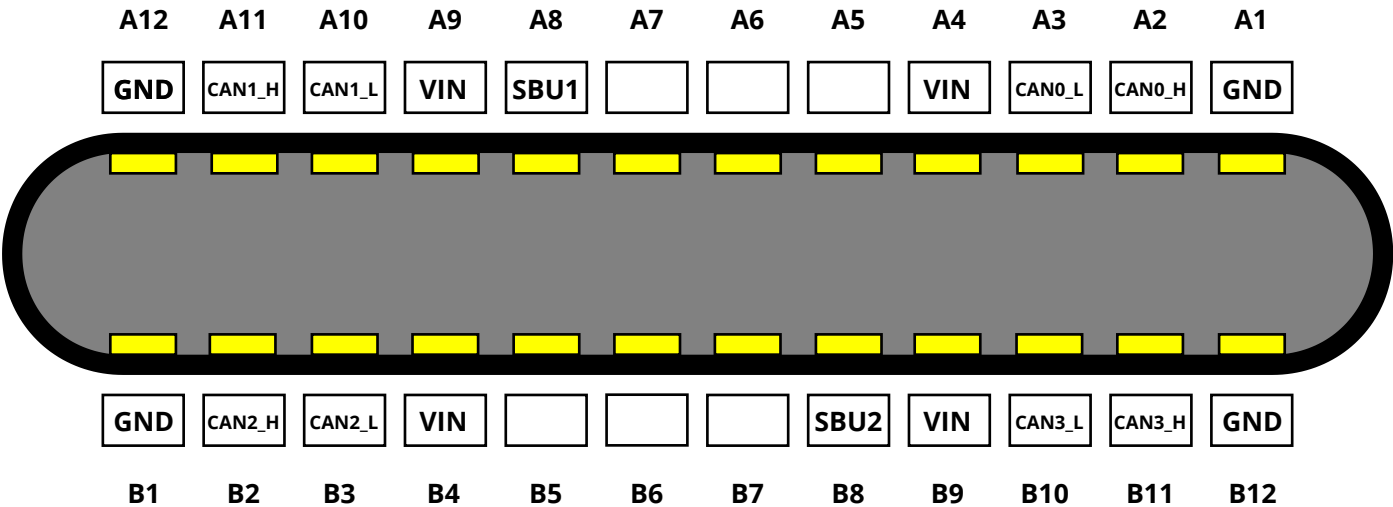 A12 A11 A10 A9 A8 A7 A6 A5 A4 A3 A2 A1
GND CAN1_H CAN1_L VIN SBU1 VIN CAN0_L CAN0_H GND
GND CAN2_H CAN2_L VIN SBU2 VIN CAN3_L CAN3_H GND
B1 B2 B3 B4 B5 B6 B7 B8 B9 B10 B11 B12